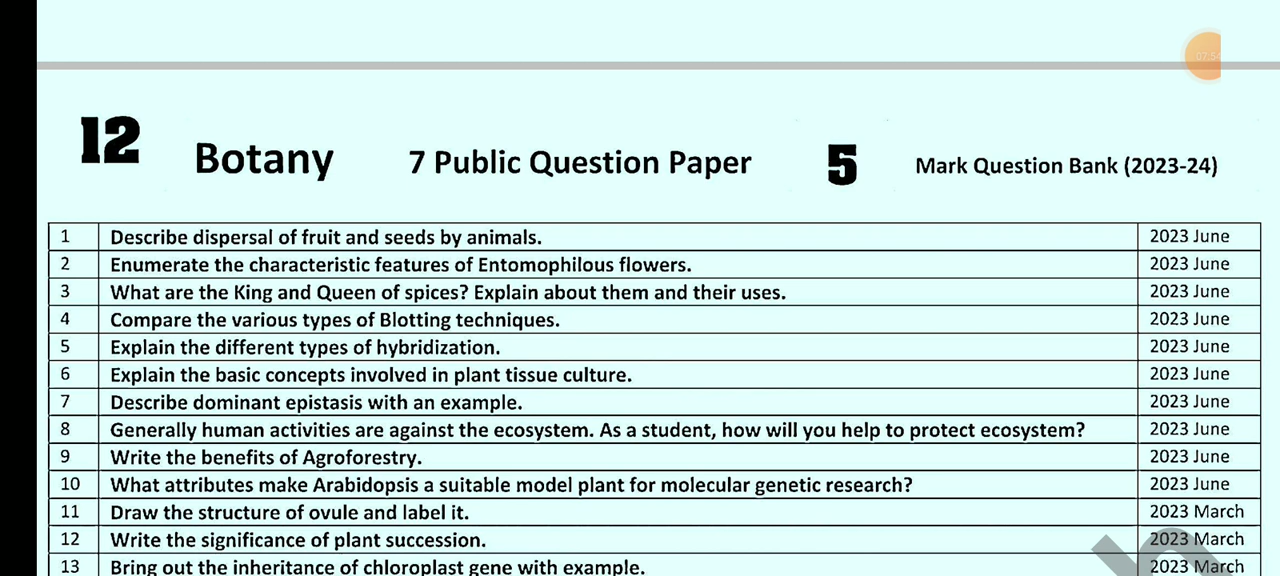 07:54
12 Botany 7 Public Question Paper 5 Mark Question Bank (2023-24)
1 Describe dispersal of fruit and seeds by animals. 2023 June
2 Enumerate the characteristic features of Entomophilous flowers. 2023 June
3 What are the King and Queen of spices? Explain about them and their uses. 2023 June
4 Compare the various types of Blotting techniques. 2023 June
5 Explain the different types of hybridization. 2023 June
6 Explain the basic concepts involved in plant tissue culture. 2023 June
7 Describe dominant epistasis with an example. 2023 June
8 Generally human activities are against the ecosystem. As a student, how will you help to protect ecosystem? 2023 June
9 Write the benefits of Agroforestry. 2023 June
10 What attributes make Arabidopsis a suitable model plant for molecular genetic research? 2023 June
11 Draw the structure of ovule and label it. 2023 March
12 Write the significance of plant succession. 2023 March
13 Bring out the inheritance of chloroplast gene with example. 2023 March